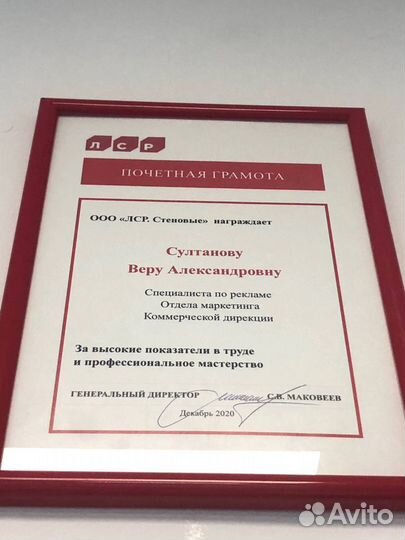 ЛСР
ПОЧЕТНАЯ ГРАМОТА
ООО «ЛСР. Стеновые» награждает
Султанову
Веру Александровну
Специалиста по рекламе
Отдела маркетинга
Коммерческой дирекции
За высокие показатели в труде
и профессиональное мастерство
ГЕНЕРАЛЬНЫЙ ДИРЕКТОР С.В. МАКОВЕЕВ
Декабрь 2020
Avito